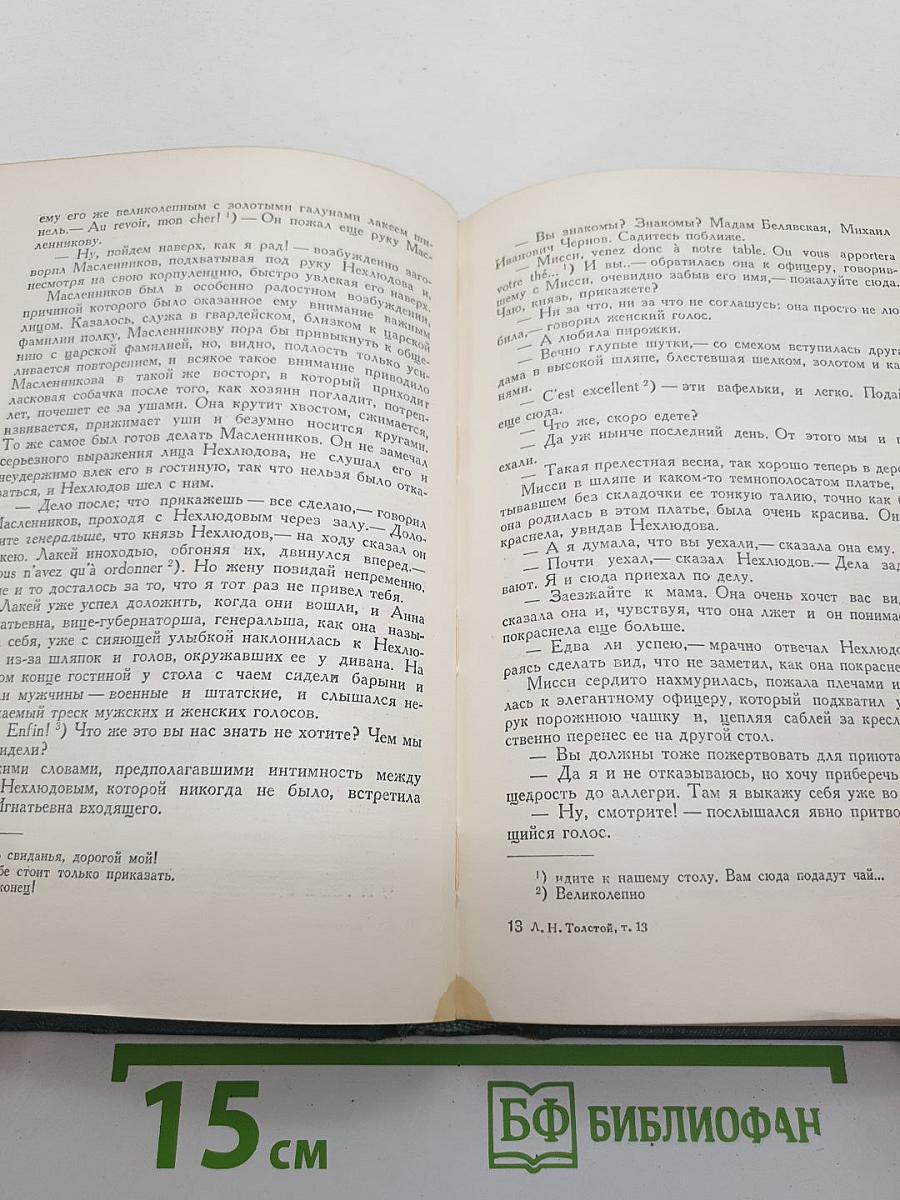 ему его же великолепным с золотыми галунами лакеем ши-
нель.— Au revoir, mon cher! ¹) — Он пожал еще руку Мас-
ленникову.
— Ну, пойдем наверх, как я рад! — возбужденно заго-
ворил Масленников, подхватывая под руку Нехлюдова и,
несмотря на свою корпуленцию, быстро увлекая его наверх.
Масленников был в особенно радостном возбуждении,
причиной которого было оказанное ему внимание важным
лицом. Казалось, служа в гвардейском, близком к царской
фамилии полку, Масленникову пора бы привыкнуть к обще-
нию с царской фамилией, но, видно, подлость только уси-
ливается повторением, и всякое такое внимание приводило
Масленникова в такой же восторг, в который приходит
ласковая собачка после того, как хозяин погладит, потреп-
лет, почешет ее за ушами. Она крутит хвостом, сжимается,
извивается, прижимает уши и безумно носится кругами.
То же самое был готов делать Масленников. Он не замечал
серьезного выражения лица Нехлюдова, не слушал его и
неудержимо влек его в гостиную, так что нельзя было отка-
заться, и Нехлюдов шел с ним.
— Дело после; что прикажешь — все сделаю,— говорил
Масленников, проходя с Нехлюдовым через залу.— Доло-
ите генеральше, что князь Нехлюдов,— на ходу сказал он
кею. Лакей иноходью, обгоняя их, двинулся вперед.—
ous n'avez qu'à ordonner ²). Но жену повидай непременно.
е и то досталось за то, что я тот раз не привел тебя.
Лакей уже успел доложить, когда они вошли, и Анна
атьевна, вице-губернаторша, генеральша, как она назы-
себя, уже с сияющей улыбкой наклонилась к Нехлю-
из-за шляпок и голов, окружавших ее у дивана. На
ом конце гостиной у стола с чаем сидели барыни и
ли мужчины — военные и штатские, и слышался не-
каемый треск мужских и женских голосов.
Enfin! ³) Что же это вы нас знать не хотите? Чем мы
идели?
кими словами, предполагавшими интимность между
Нехлюдовым, которой никогда не было, встретила
Игнатьевна входящего.
свиданья, дорогой мой!
бе стоит только приказать.
конец!
— Вы знакомы? Знакомы? Мадам Белявская, Михаил
Иванович Чернов. Садитесь поближе.
— Мисси, venez donc à notre table. Ou vous apportera
votre thé... ¹) И вы..— обратилась она к офицеру, говорив-
шему с Мисси, очевидно забыв его имя,— пожалуйте сюда.
Чаю, князь, прикажете?
— Ни за что, ни за что не соглашусь: она просто не лю
била,— говорил женский голос.
— А любила пирожки.
— Вечно глупые шутки,— со смехом вступилась друга
дама в высокой шляпе, блестевшая шелком, золотом и ка
нями.
— C'est excellent ²) — эти вафельки, и легко. Подай
еще сюда.
— Что же, скоро едете?
— Да уж нынче последний день. От этого мы и п
ехали.
— Такая прелестная весна, так хорошо теперь в дер
Мисси в шляпе и каком-то темнополосатом платье,
тывавшем без складочки ее тонкую талию, точно как б
она родилась в этом платье, была очень красива. Он
краснела, увидав Нехлюдова.
— А я думала, что вы уехали,— сказала она ему.
— Почти уехал,— сказал Нехлюдов.— Дела зад
вают. Я и сюда приехал по делу.
— Заезжайте к мама. Она очень хочет вас вид
сказала она и, чувствуя, что она лжет и он понимае
покраснела еще больше.
— Едва ли успею,— мрачно отвечал Нехлюдо
раясь сделать вид, что не заметил, как она покрасне
Мисси сердито нахмурилась, пожала плечами и
лась к элегантному офицеру, который подхватил у
рук порожнюю чашку и, цепляя саблей за кресл
ственно перенес ее на другой стол.
— Вы должны тоже пожертвовать для приюта
— Да я и не отказываюсь, но хочу приберечь
щедрость до аллегри. Там я выкажу себя уже во
— Ну, смотрите! — послышался явно притво
щийся голос.
¹) идите к нашему столу. Вам сюда подадут чай...
²) Великолепно
13 Л. Н. Толстой, т. 13
15 см
БФ БИБЛИОФАН